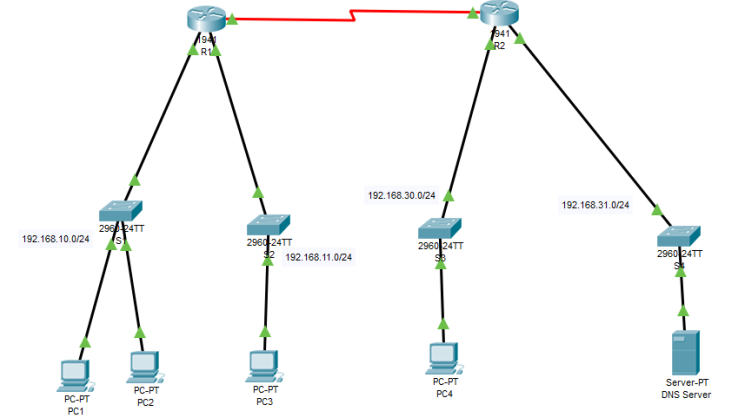 1941
R1
1941
R2
192.168.30.0/24
192.168.31.0/24
2960-24TT
S1
192.168.10.0/24
2960-24TT
S2
192.168.11.0/24
2960-24TT
S3
2960-24TT
S4
PC-PT
PC1
PC-PT
PC2
PC-PT
PC3
PC-PT
PC4
Server-PT
DNS Server